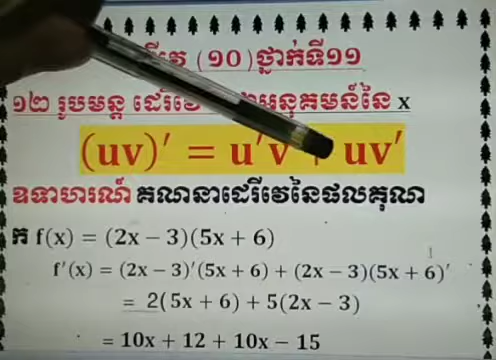 (១០)ថ្នាក់ទី១១
១២ រូបមន្ត ដេរីវេ អនុគមន៍នៃ x
(uv)′ = u′v + uv′
ឧទាហរណ៍ គណនាដេរីវេនៃផលគុណ
ក f(x) = (2x − 3)(5x + 6)
f′(x) = (2x − 3)′(5x + 6) + (2x − 3)(5x + 6)′
= 2(5x + 6) + 5(2x − 3)
= 10x + 12 + 10x − 15